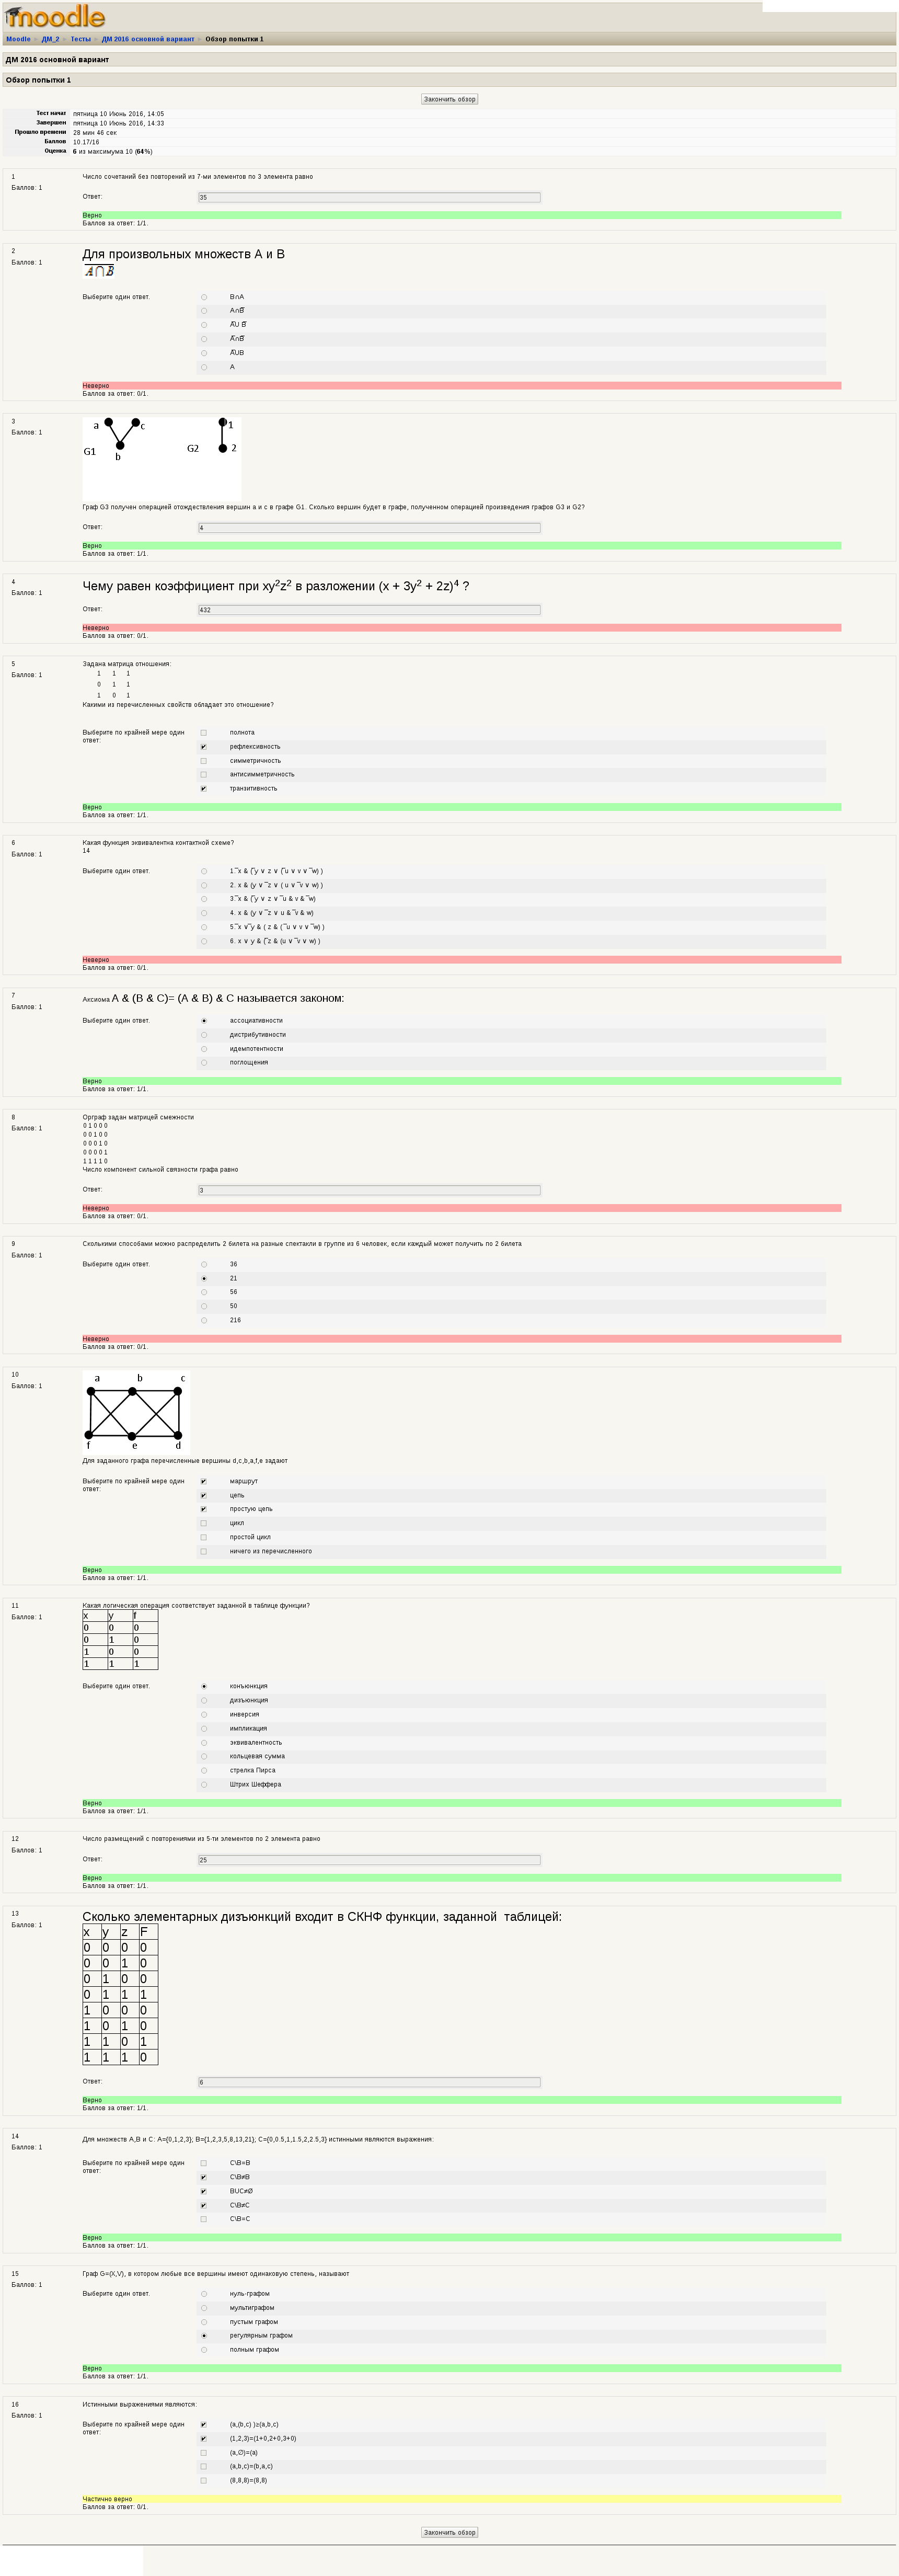 moodle
Moodle ► ДМ_2 ► Тесты ► ДМ 2016 основной вариант ► Обзор попытки 1
ДМ 2016 основной вариант
Обзор попытки 1
Закончить обзор
Тест начат пятница 10 Июнь 2016, 14:05
Завершен пятница 10 Июнь 2016, 14:33
Прошло времени 28 мин 46 сек
Баллов 10.17/16
Оценка 6 из максимума 10 (64%)
1
Баллов: 1
Число сочетаний без повторений из 7-ми элементов по 3 элемента равно
Ответ: 35
Верно
Баллов за ответ: 1/1.
2
Баллов: 1
Для произвольных множеств А и В
A̅∩̅B̅
Выберите один ответ.
B∩A
A∩B̅
A̅U B̅
A̅∩B̅
A̅UB
A
Неверно
Баллов за ответ: 0/1.
3
Баллов: 1
a c 1
G1 b G2 2
Граф G3 получен операцией отождествления вершин a и c в графе G1. Сколько вершин будет в графе, полученном операцией произведения графов G3 и G2?
Ответ: 4
Верно
Баллов за ответ: 1/1.
4
Баллов: 1
Чему равен коэффициент при xy²z² в разложении (x + 3y² + 2z)⁴ ?
Ответ: 432
Неверно
Баллов за ответ: 0/1.
5
Баллов: 1
Задана матрица отношения:
1 1 1
0 1 1
1 0 1
Какими из перечисленных свойств обладает это отношение?
Выберите по крайней мере один
ответ:
полнота
рефлексивность
симметричность
антисимметричность
транзитивность
Верно
Баллов за ответ: 1/1.
6
Баллов: 1
Какая функция эквивалентна контактной схеме?
14
Выберите один ответ.
1.‾x & (‾y ∨ z ∨ (‾u ∨ v ∨ ‾w) )
2. x & (y ∨ ‾z ∨ ( u ∨ ‾v ∨ w) )
3.‾x & (‾y ∨ z ∨ ‾u & v & ‾w)
4. x & (y ∨ ‾z ∨ u & ‾v & w)
5.‾x ∨‾y & ( z & ( ‾u ∨ v ∨ ‾w) )
6. x ∨ y & (‾z & (u ∨ ‾v ∨ w) )
Неверно
Баллов за ответ: 0/1.
7
Баллов: 1
Аксиома A & (B & C)= (A & B) & C называется законом:
Выберите один ответ.
ассоциативности
дистрибутивности
идемпотентности
поглощения
Верно
Баллов за ответ: 1/1.
8
Баллов: 1
Орграф задан матрицей смежности
0 1 0 0 0
0 0 1 0 0
0 0 0 1 0
0 0 0 0 1
1 1 1 1 0
Число компонент сильной связности графа равно
Ответ: 3
Неверно
Баллов за ответ: 0/1.
9
Баллов: 1
Сколькими способами можно распределить 2 билета на разные спектакли в группе из 6 человек, если каждый может получить по 2 билета
Выберите один ответ.
36
21
56
50
216
Неверно
Баллов за ответ: 0/1.
10
Баллов: 1
a b c
f e d
Для заданного графа перечисленные вершины d,c,b,a,f,e задают
Выберите по крайней мере один
ответ:
маршрут
цепь
простую цепь
цикл
простой цикл
ничего из перечисленного
Верно
Баллов за ответ: 1/1.
11
Баллов: 1
Какая логическая операция соответствует заданной в таблице функции?
x y f
0 0 0
0 1 0
1 0 0
1 1 1
Выберите один ответ.
конъюнкция
дизъюнкция
инверсия
импликация
эквивалентность
кольцевая сумма
стрелка Пирса
Штрих Шеффера
Верно
Баллов за ответ: 1/1.
12
Баллов: 1
Число размещений с повторениями из 5-ти элементов по 2 элемента равно
Ответ: 25
Верно
Баллов за ответ: 1/1.
13
Баллов: 1
Сколько элементарных дизъюнкций входит в СКНФ функции, заданной таблицей:
x y z F
0 0 0 0
0 0 1 0
0 1 0 0
0 1 1 1
1 0 0 0
1 0 1 0
1 1 0 1
1 1 1 0
Ответ: 6
Верно
Баллов за ответ: 1/1.
14
Баллов: 1
Для множеств А,В и С: A={0,1,2,3}; B={1,2,3,5,8,13,21}; C={0,0.5,1,1.5,2,2.5,3} истинными являются выражения:
Выберите по крайней мере один
ответ:
C\B=B
C\B≠B
BUC≠Ø
C\B≠C
C\B=C
Верно
Баллов за ответ: 1/1.
15
Баллов: 1
Граф G=(X,V), в котором любые все вершины имеют одинаковую степень, называют
Выберите один ответ.
нуль-графом
мультиграфом
пустым графом
регулярным графом
полным графом
Верно
Баллов за ответ: 1/1.
16
Баллов: 1
Истинными выражениями являются:
Выберите по крайней мере один
ответ:
(a,(b,c) )≥(a,b,c)
(1,2,3)=(1+0,2+0,3+0)
(a,∅)=(a)
(a,b,c)=(b,a,c)
(8,8,8)=(8,8)
Частично верно
Баллов за ответ: 0/1.
Закончить обзор